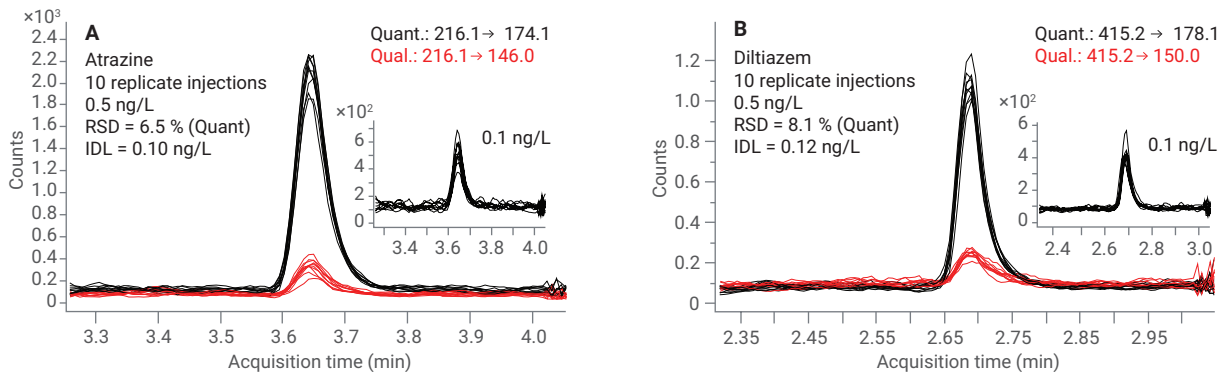 ×10³
A
Atrazine
10 replicate injections
0.5 ng/L
RSD = 6.5 % (Quant)
IDL = 0.10 ng/L
Quant.: 216.1→ 174.1
Qual.: 216.1→146.0
Counts
2.4
2.2
2.0
1.8
1.6
1.4
1.2
1.0
0.8
0.6
0.4
0.2
0
×10²
0.1 ng/L
6
4
2
0
3.4 3.6 3.8 4.0
3.3 3.4 3.5 3.6 3.7 3.8 3.9 4.0
Acquisition time (min)
B
Diltiazem
10 replicate injections
0.5 ng/L
RSD = 8.1 % (Quant)
IDL = 0.12 ng/L
Quant.: 415.2→ 178.1
Qual.: 415.2→150.0
Counts
1.2
1.0
0.8
0.6
0.4
0.2
0
×10²
0.1 ng/L
6
4
2
0
2.4 2.6 2.8 3.0
2.35 2.45 2.55 2.65 2.75 2.85 2.95
Acquisition time (min)